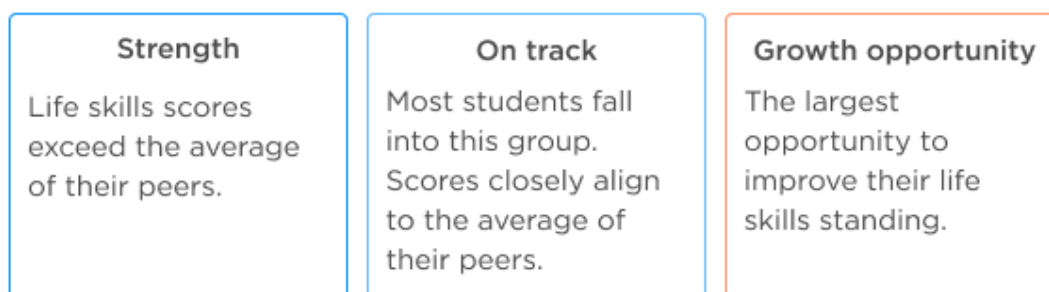 Strength
Life skills scores
exceed the average
of their peers.
On track
Most students fall
into this group.
Scores closely align
to the average of
their peers.
Growth opportunity
The largest
opportunity to
improve their life
skills standing.